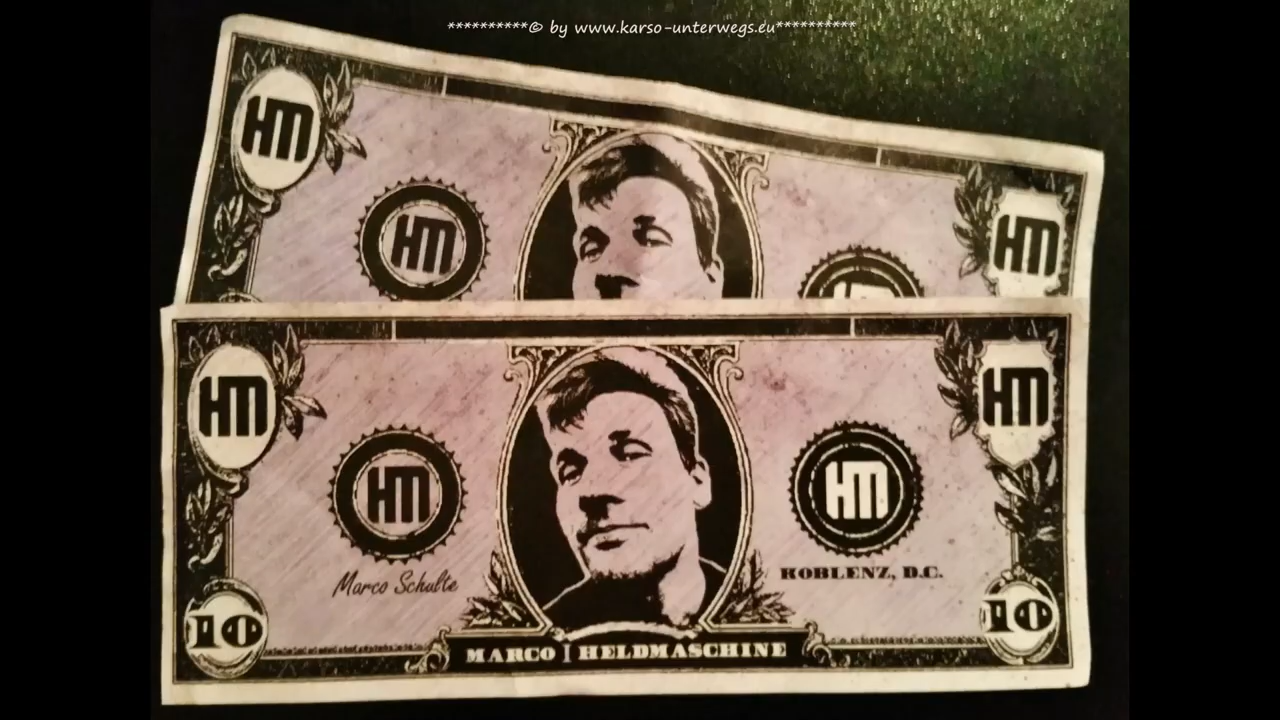 **********© by www.karso-unterwegs.eu**********
HM
HM
HM
HM
HM
HM
HM
Marco Schulte
KOBLENZ, D.C.
10
10
MARCO | HELDMASCHINE